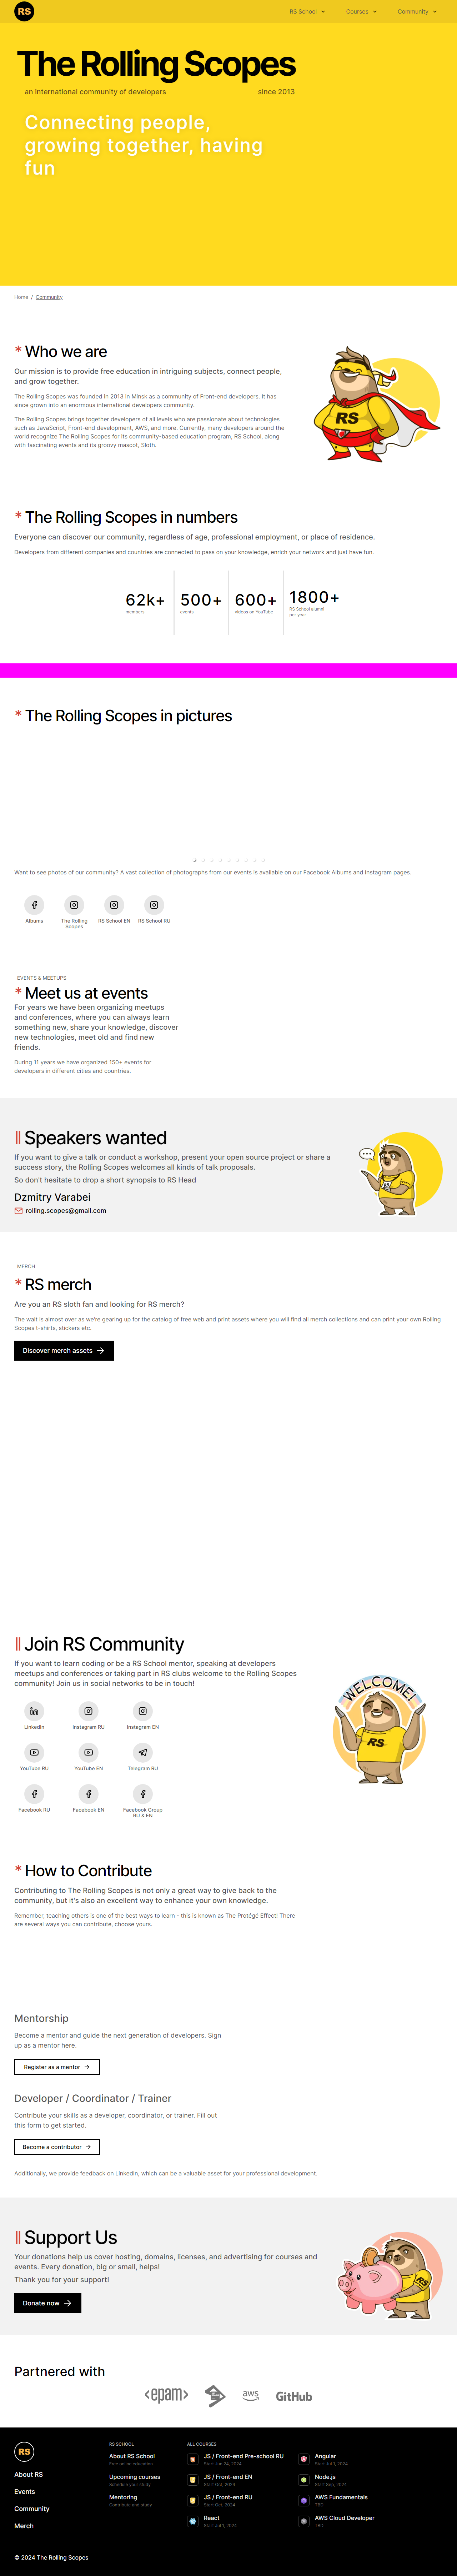 RS
RS School
Courses
Community
The Rolling Scopes
an international community of developers
since 2013
Connecting people,
growing together, having
fun
Home / Community
* Who we are
Our mission is to provide free education in intriguing subjects, connect people,
and grow together.
The Rolling Scopes was founded in 2013 in Minsk as a community of Front-end developers. It has
since grown into an enormous international developers community.
The Rolling Scopes brings together developers of all levels who are passionate about technologies
such as JavaScript, Front-end development, AWS, and more. Currently, many developers around the
world recognize The Rolling Scopes for its community-based education program, RS School, along
with fascinating events and its groovy mascot, Sloth.
RS
* The Rolling Scopes in numbers
Everyone can discover our community, regardless of age, professional employment, or place of residence.
Developers from different companies and countries are connected to pass on your knowledge, enrich your network and just have fun.
62k+
members
500+
events
600+
videos on YouTube
1800+
RS School alumni
per year
* The Rolling Scopes in pictures
Want to see photos of our community? A vast collection of photographs from our events is available on our Facebook Albums and Instagram pages.
Albums
The Rolling
Scopes
RS School EN
RS School RU
EVENTS & MEETUPS
* Meet us at events
For years we have been organizing meetups
and conferences, where you can always learn
something new, share your knowledge, discover
new technologies, meet old and find new
friends.
During 11 years we have organized 150+ events for
developers in different cities and countries.
Speakers wanted
If you want to give a talk or conduct a workshop, present your open source project or share a
success story, the Rolling Scopes welcomes all kinds of talk proposals.
So don't hesitate to drop a short synopsis to RS Head
Dzmitry Varabei
rolling.scopes@gmail.com
MERCH
* RS merch
Are you an RS sloth fan and looking for RS merch?
The wait is almost over as we're gearing up for the catalog of free web and print assets where you will find all merch collections and can print your own Rolling
Scopes t-shirts, stickers etc.
Discover merch assets
Join RS Community
If you want to learn coding or be a RS School mentor, speaking at developers
meetups and conferences or taking part in RS clubs welcome to the Rolling Scopes
community! Join us in social networks to be in touch!
LinkedIn
Instagram RU
Instagram EN
YouTube RU
YouTube EN
Telegram RU
Facebook RU
Facebook EN
Facebook Group
RU & EN
WELCOME!
RS
* How to Contribute
Contributing to The Rolling Scopes is not only a great way to give back to the
community, but it's also an excellent way to enhance your own knowledge.
Remember, teaching others is one of the best ways to learn - this is known as The Protégé Effect! There
are several ways you can contribute, choose yours.
Mentorship
Become a mentor and guide the next generation of developers. Sign
up as a mentor here.
Register as a mentor
Developer / Coordinator / Trainer
Contribute your skills as a developer, coordinator, or trainer. Fill out
this form to get started.
Become a contributor
Additionally, we provide feedback on LinkedIn, which can be a valuable asset for your professional development.
Support Us
Your donations help us cover hosting, domains, licenses, and advertising for courses and
events. Every donation, big or small, helps!
Thank you for your support!
Donate now
RS
Partnered with
<epam>
aws
GitHub
RS
About RS
Events
Community
Merch
RS SCHOOL
About RS School
Free online education
Upcoming courses
Schedule your study
Mentoring
Contribute and study
ALL COURSES
JS / Front-end Pre-school RU
Start Jun 24, 2024
JS / Front-end EN
Start Oct, 2024
JS / Front-end RU
Start Oct, 2024
React
Start Jul 1, 2024
Angular
Start Jul 1, 2024
Node.js
Start Sep, 2024
AWS Fundamentals
TBD
AWS Cloud Developer
TBD
© 2024 The Rolling Scopes